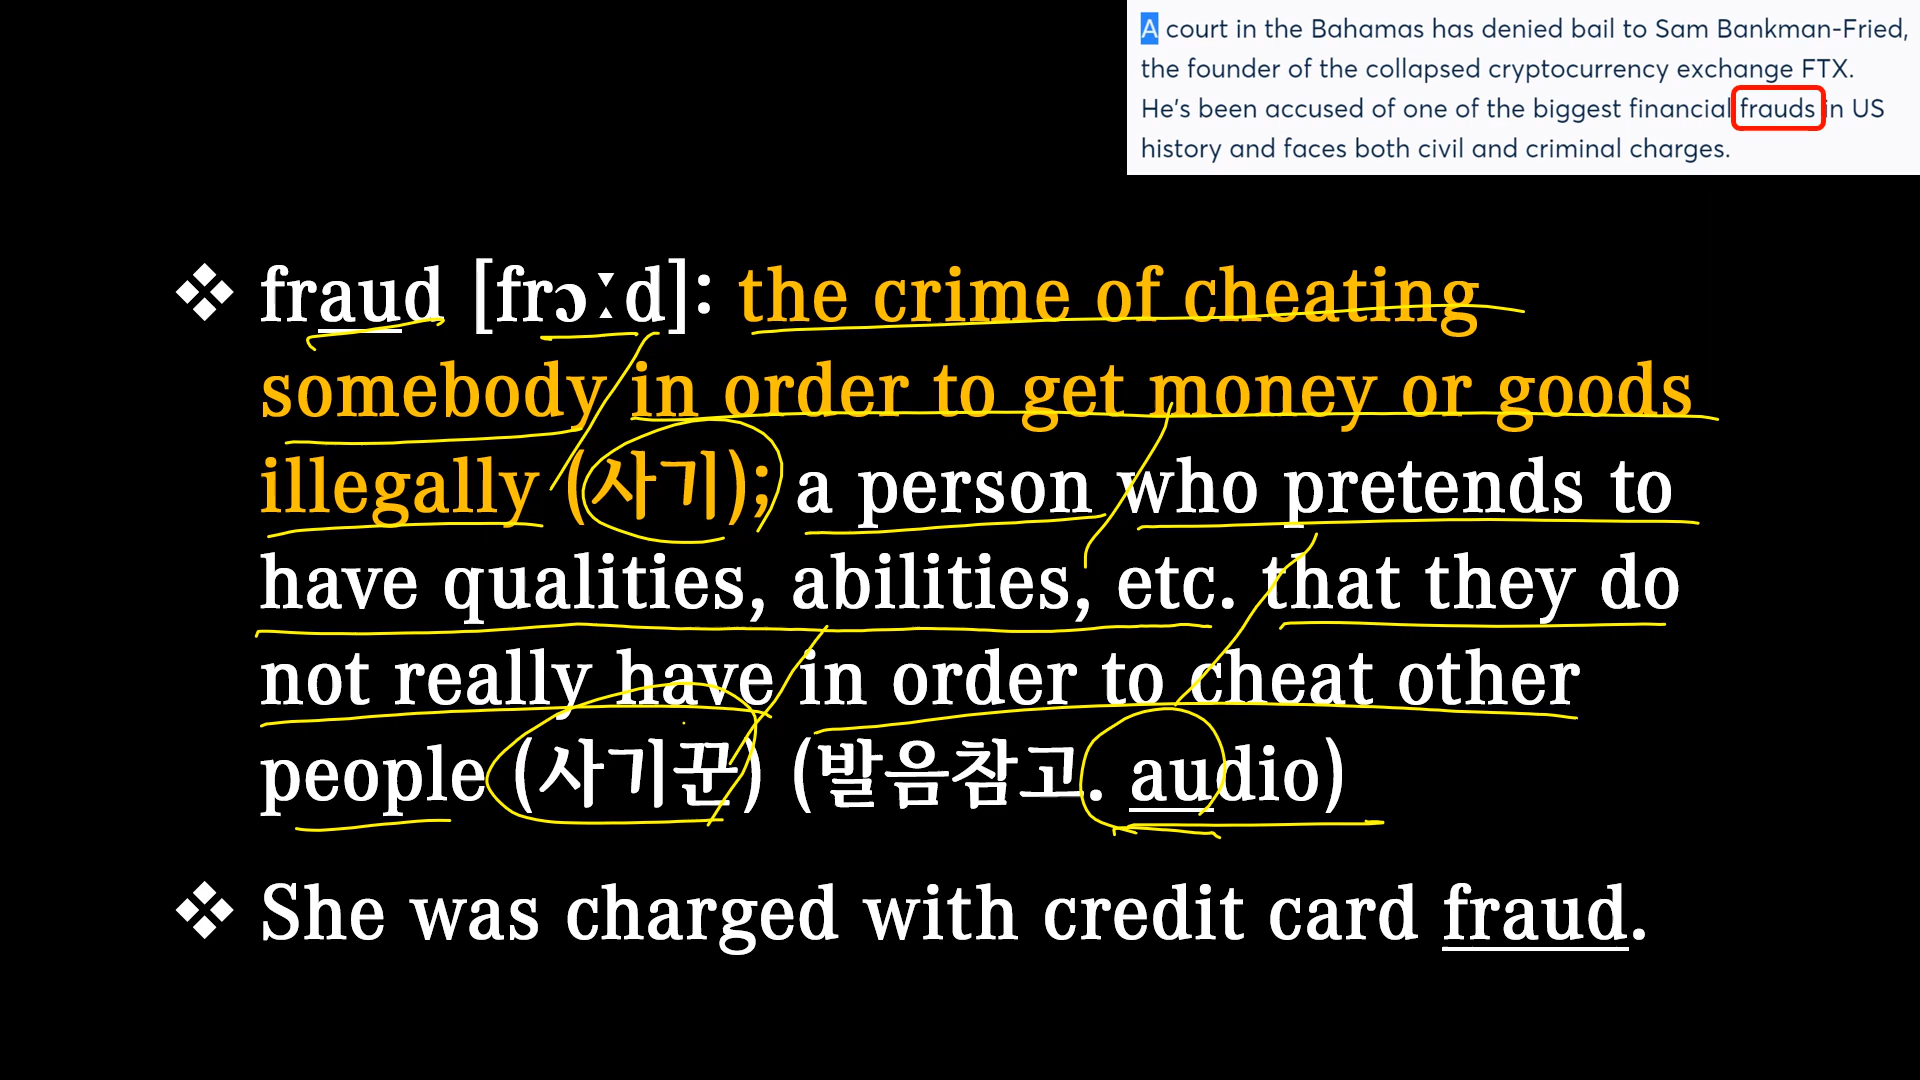 A court in the Bahamas has denied bail to Sam Bankman-Fried,
the founder of the collapsed cryptocurrency exchange FTX.
He's been accused of one of the biggest financial frauds in US
history and faces both civil and criminal charges.
❖ fraud [frɔːd]: the crime of cheating
somebody in order to get money or goods
illegally (사기); a person who pretends to
have qualities, abilities, etc. that they do
not really have in order to cheat other
people (사기꾼) (발음참고. audio)
❖ She was charged with credit card fraud.